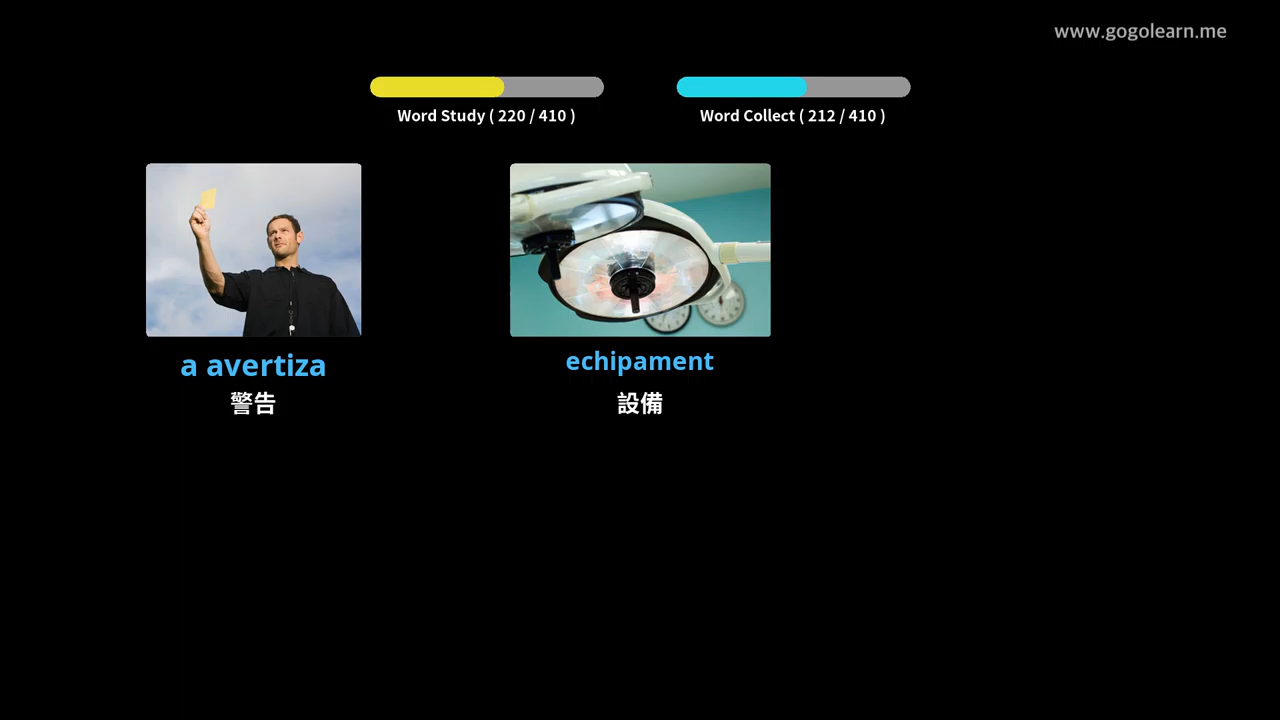 www.gogolearn.me
Word Study ( 220 / 410 )
Word Collect ( 212 / 410 )
a avertiza
警告
echipament
設備